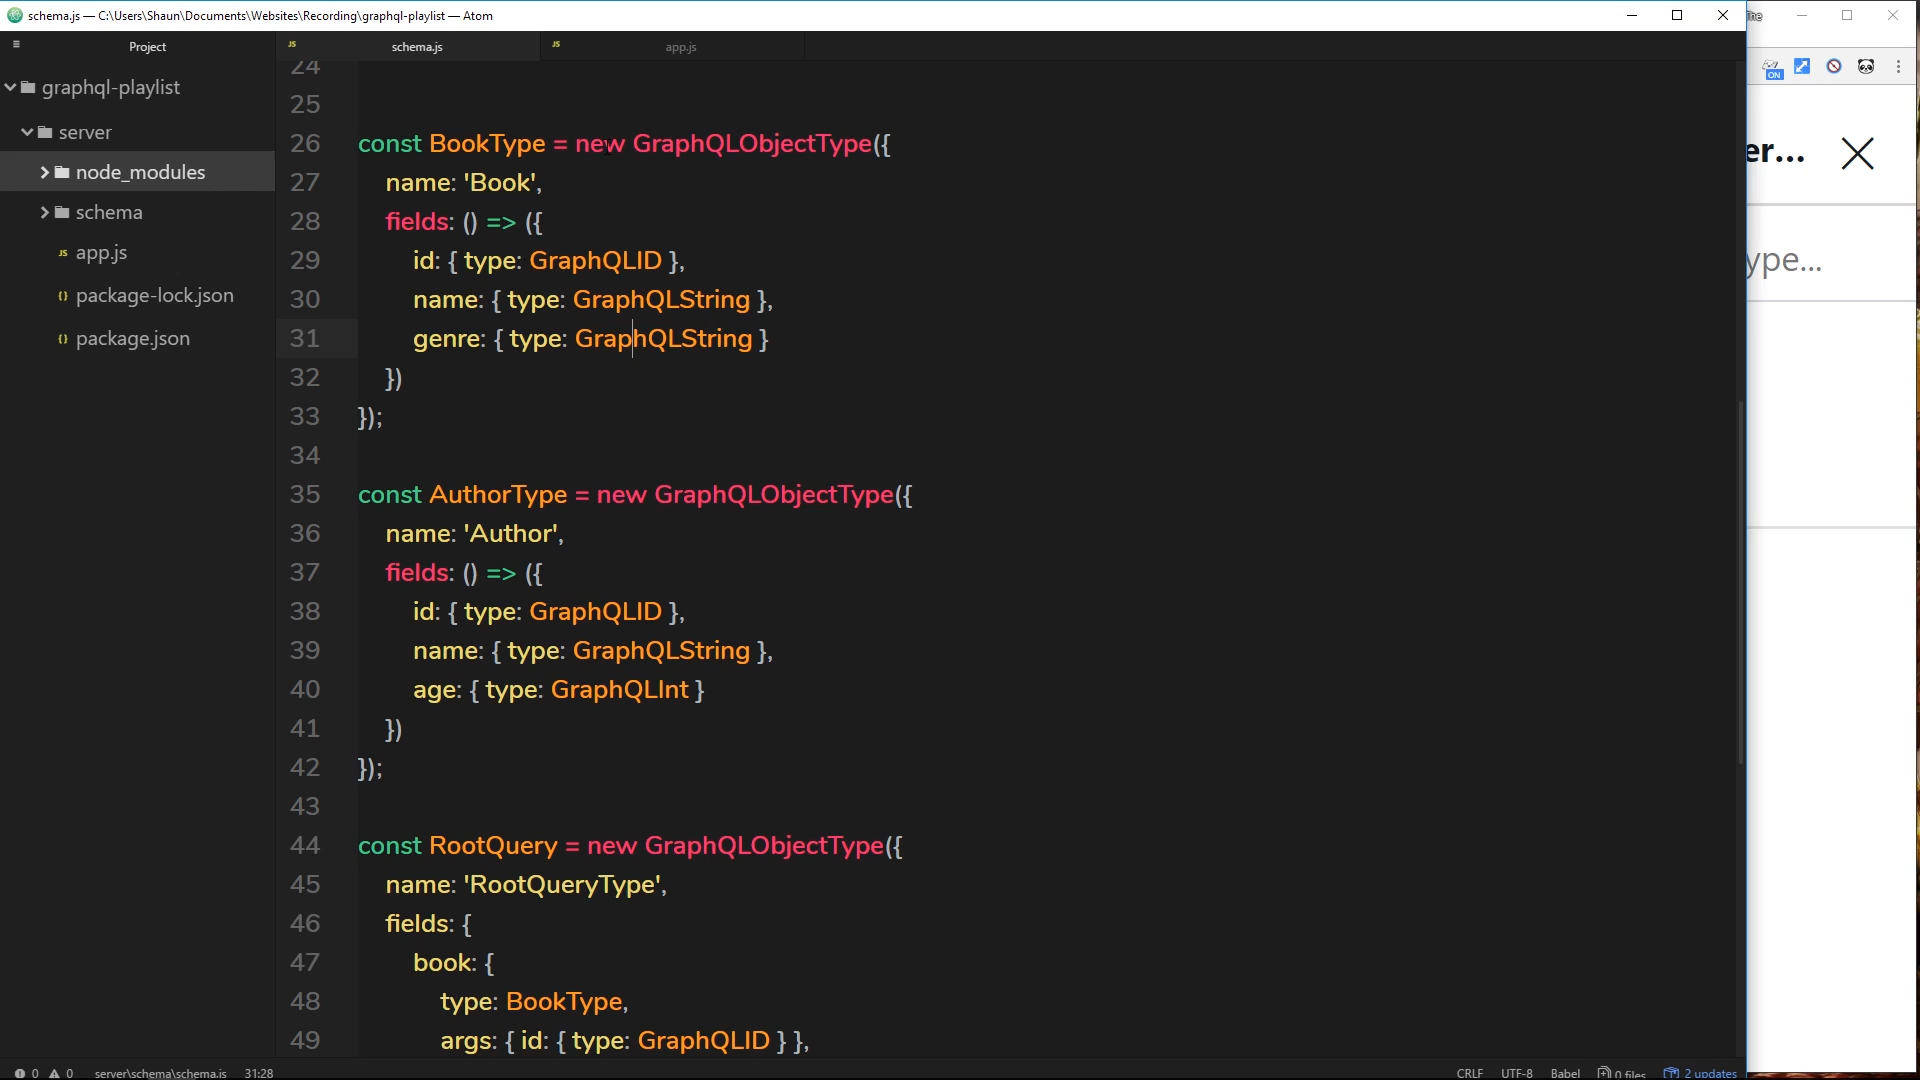 schema.js — C:\Users\Shaun\Documents\Websites\Recording\graphql-playlist — Atom
Project
JS schema.js
JS app.js
graphql-playlist
server
node_modules
schema
JS app.js
package-lock.json
package.json
24
25
26 const BookType = new GraphQLObjectType({
27 name: 'Book',
28 fields: () => ({
29 id: { type: GraphQLID },
30 name: { type: GraphQLString },
31 genre: { type: GraphQLString }
32 })
33 });
34
35 const AuthorType = new GraphQLObjectType({
36 name: 'Author',
37 fields: () => ({
38 id: { type: GraphQLID },
39 name: { type: GraphQLString },
40 age: { type: GraphQLInt }
41 })
42 });
43
44 const RootQuery = new GraphQLObjectType({
45 name: 'RootQueryType',
46 fields: {
47 book: {
48 type: BookType,
49 args: { id: { type: GraphQLID } },
0 0 server\schema\schema.js 31:28
CRLF UTF-8 Babel 0 files 2 updates
The
ON
er...
ype...